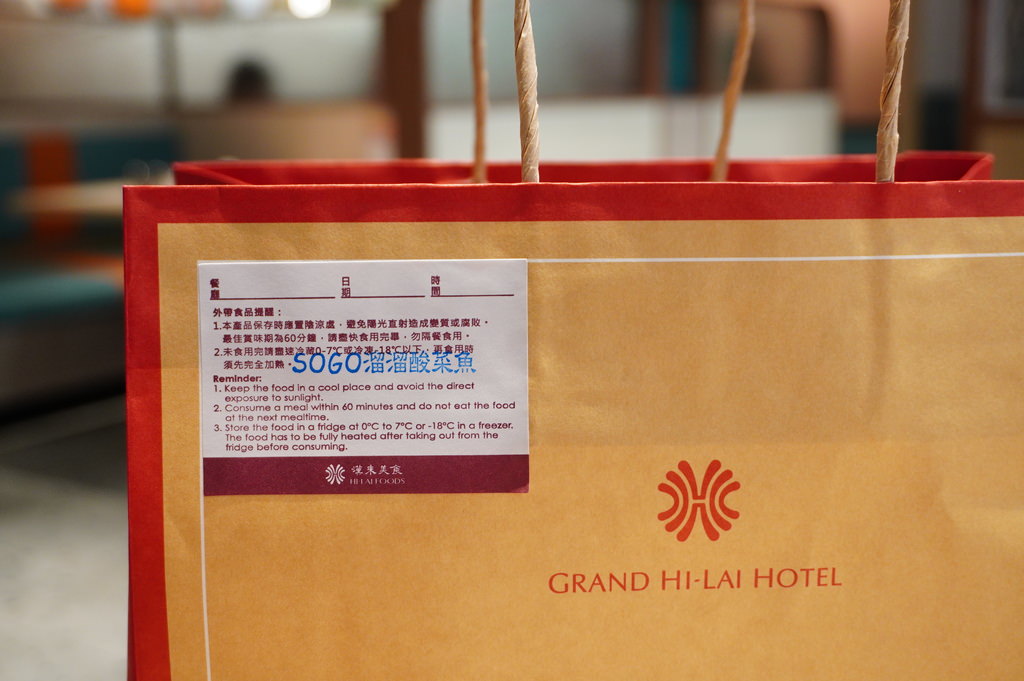 餐廳 日期 時間
外帶食品提醒：
1.本產品保存時應置陰涼處，避免陽光直射造成變質或腐敗。
最佳賞味期為60分鐘，請盡快食用完畢，勿隔餐食用。
2.未食用完請盡速冷藏0-7℃或冷凍-18℃以下，再食用時
須先完全加熱。
SOGO溜溜酸菜魚
Reminder:
1. Keep the food in a cool place and avoid the direct
exposure to sunlight.
2. Consume a meal within 60 minutes and do not eat the food
at the next mealtime.
3. Store the food in a fridge at 0°C to 7°C or -18°C in a freezer.
The food has to be fully heated after taking out from the
fridge before consuming.
漢來美食
HI-LAI FOODS
GRAND HI-LAI HOTEL